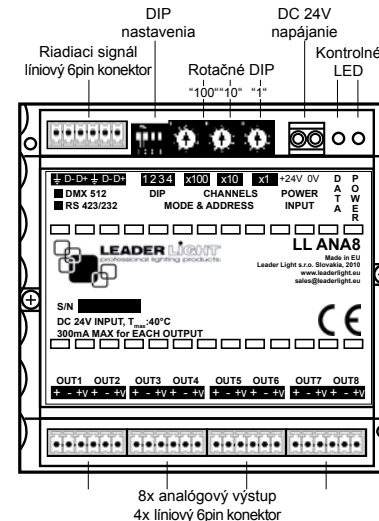 DIP
nastavenia
DC 24V
napájanie
Riadiaci signál
líniový 6pin konektor
Rotačné DIP
"100" "10" "1"
Kontrolné
LED
D- D+ D- D+
1 2 3 4
x100 x10 x1
+24V 0V
DATA
POWER
DMX 512
RS 423/232
DIP CHANNELS
MODE & ADDRESS
POWER
INPUT
LEADER LIGHT
professional lighting products
LL ANA8
Made in EU
Leader Light s.r.o. Slovakia, 2010
www.leaderlight.eu
sales@leaderlight.eu
S/N
DC 24V INPUT, Tmax:40°C
300mA MAX for EACH OUTPUT
CE
OUT1 OUT2 OUT3 OUT4 OUT5 OUT6 OUT7 OUT8
+ - +V + - +V + - +V + - +V + - +V + - +V + - +V + - +V
8x analógový výstup
4x líniový 6pin konektor